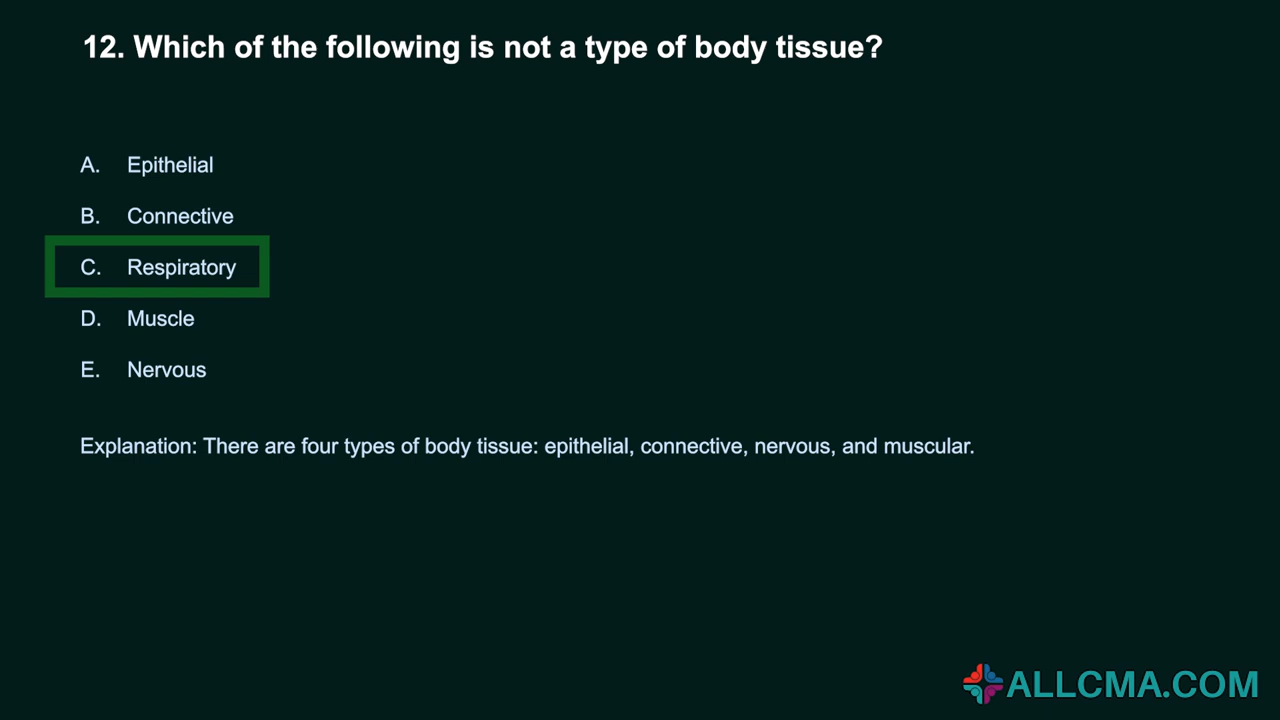 12. Which of the following is not a type of body tissue?
A. Epithelial
B. Connective
C. Respiratory
D. Muscle
E. Nervous
Explanation: There are four types of body tissue: epithelial, connective, nervous, and muscular.
ALLCMA.COM